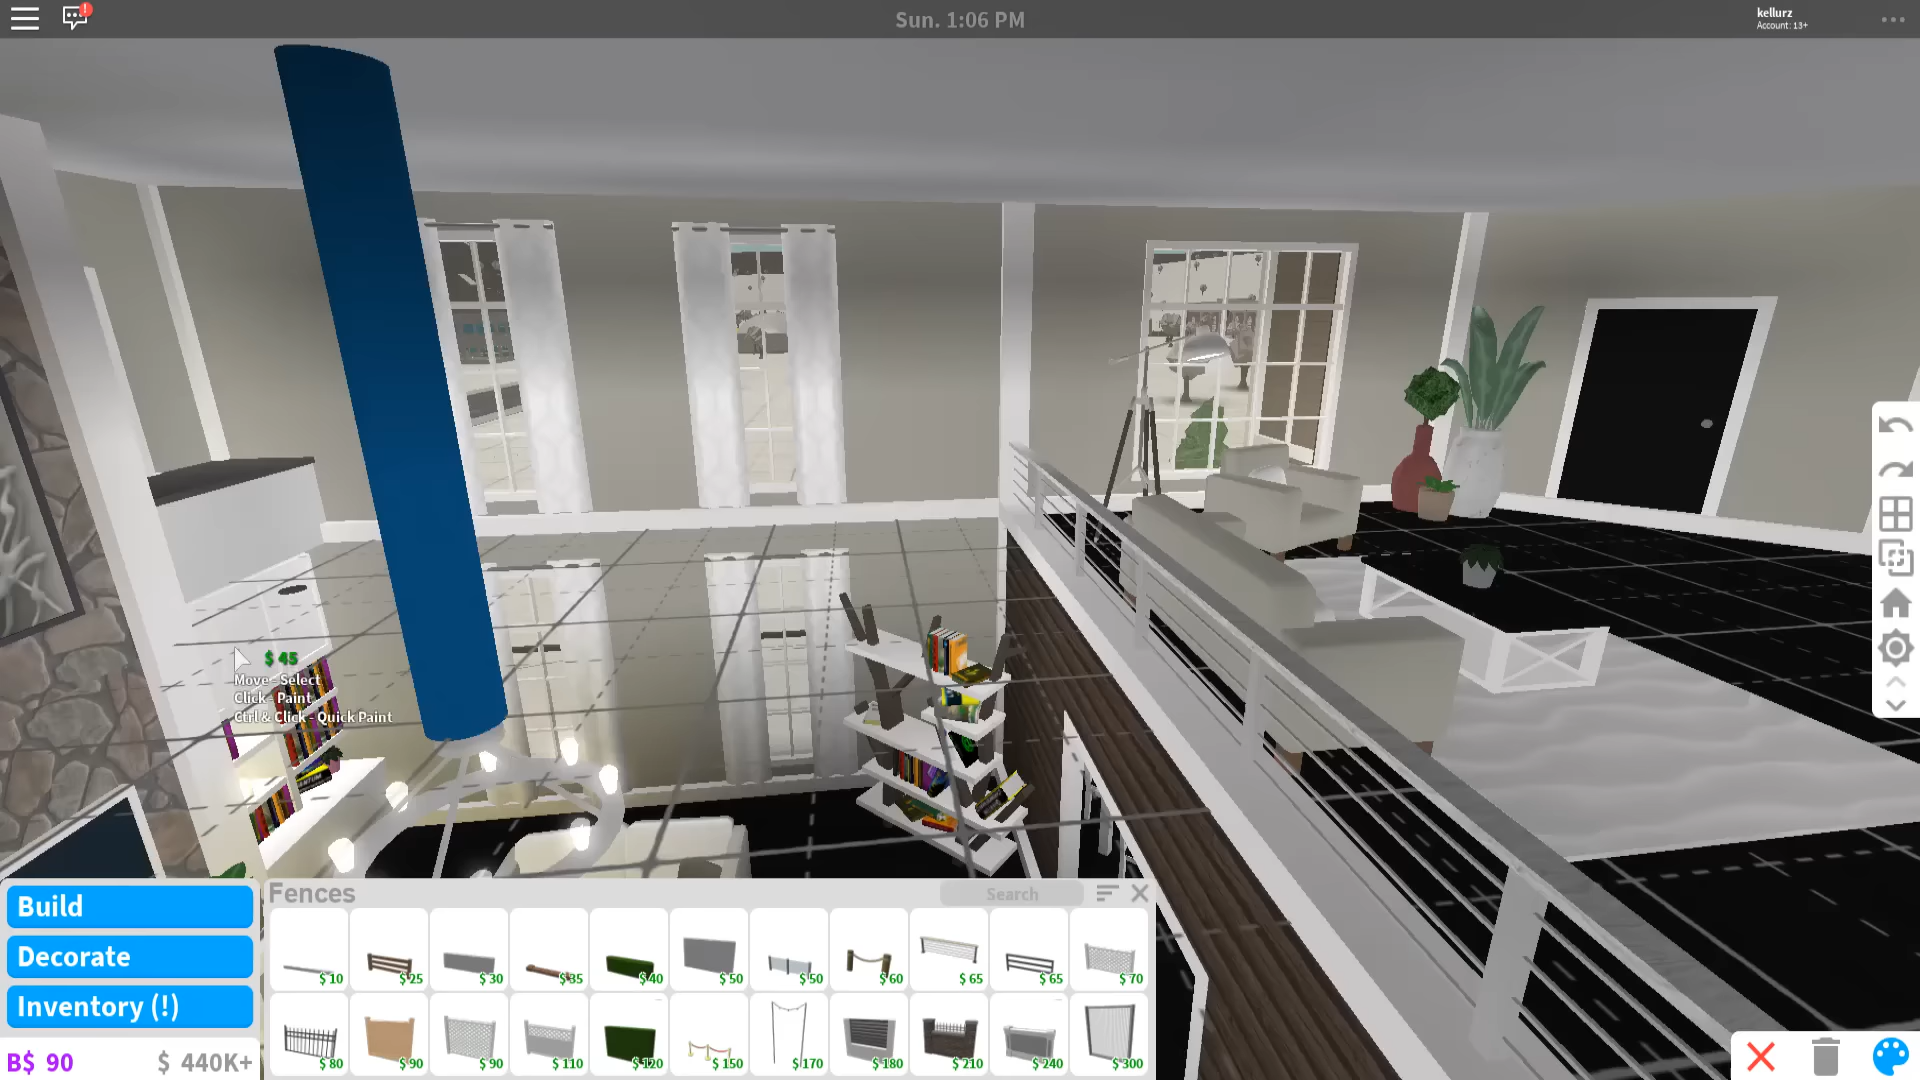 Sun. 1:06 PM
kellurz
Account: 13+
$ 45
Move - Select
Click - Paint
Ctrl & Click - Quick Paint
Build
Decorate
Inventory (!)
B$ 90
$ 440K+
Fences
Search
$ 10
$ 25
$ 30
$ 35
$ 40
$ 50
$ 50
$ 60
$ 65
$ 65
$ 70
$ 80
$ 90
$ 90
$ 110
$ 120
$ 150
$ 170
$ 180
$ 210
$ 240
$ 300